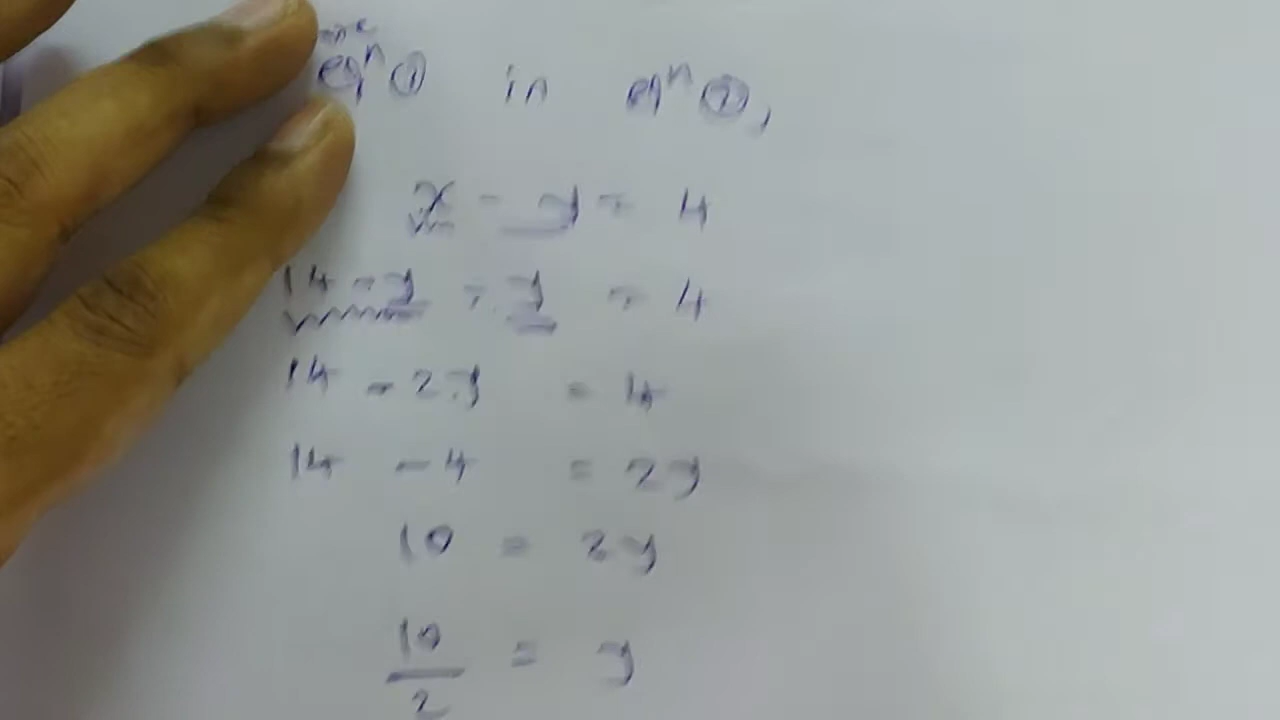 eqⁿ ① in eqⁿ ②,
x - y = 4
14 - y - y = 4
14 - 2y = 4
14 - 4 = 2y
10 = 2y
10/2 = y